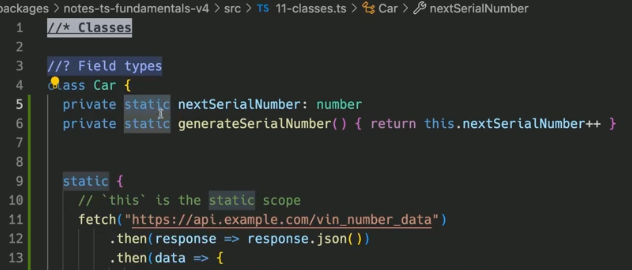 packages > notes-ts-fundamentals-v4 > src > TS 11-classes.ts > Car > nextSerialNumber
1 //* Classes
2
3 //? Field types
4 class Car {
5 private static nextSerialNumber: number
6 private static generateSerialNumber() { return this.nextSerialNumber++ }
7
8
9 static {
10 // `this` is the static scope
11 fetch("https://api.example.com/vin_number_data")
12 .then(response => response.json())
13 .then(data => {